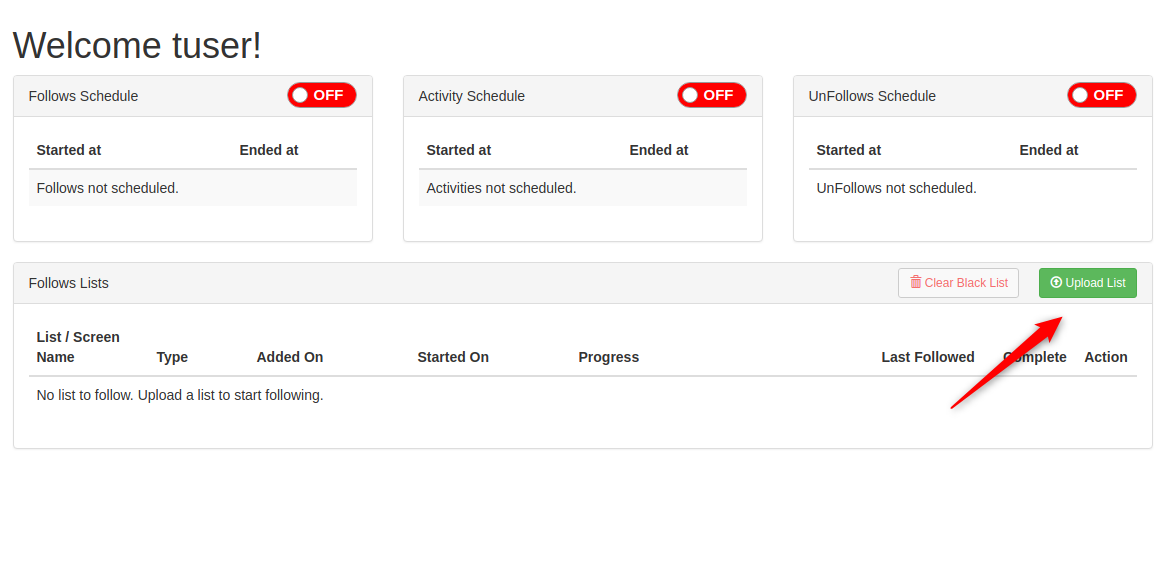 Welcome tuser!
Follows Schedule OFF
Started at Ended at
Follows not scheduled.
Activity Schedule OFF
Started at Ended at
Activities not scheduled.
UnFollows Schedule OFF
Started at Ended at
UnFollows not scheduled.
Follows Lists Clear Black List Upload List
List / Screen
Name Type Added On Started On Progress Last Followed Complete Action
No list to follow. Upload a list to start following.